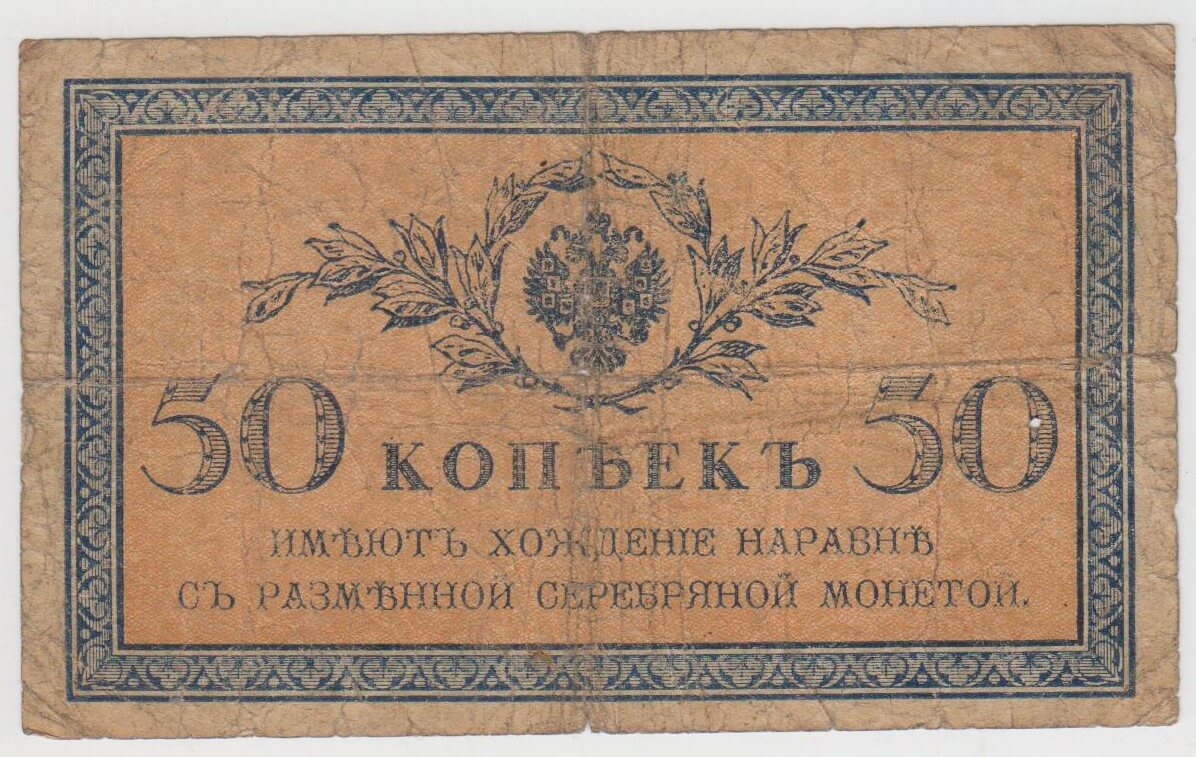 50 КОПѢЕКЪ 50
ИМѢЮТЪ ХОЖДЕНІЕ НАРАВНѢ
СЪ РАЗМѢННОЙ СЕРЕБРЯНОЙ МОНЕТОЙ.